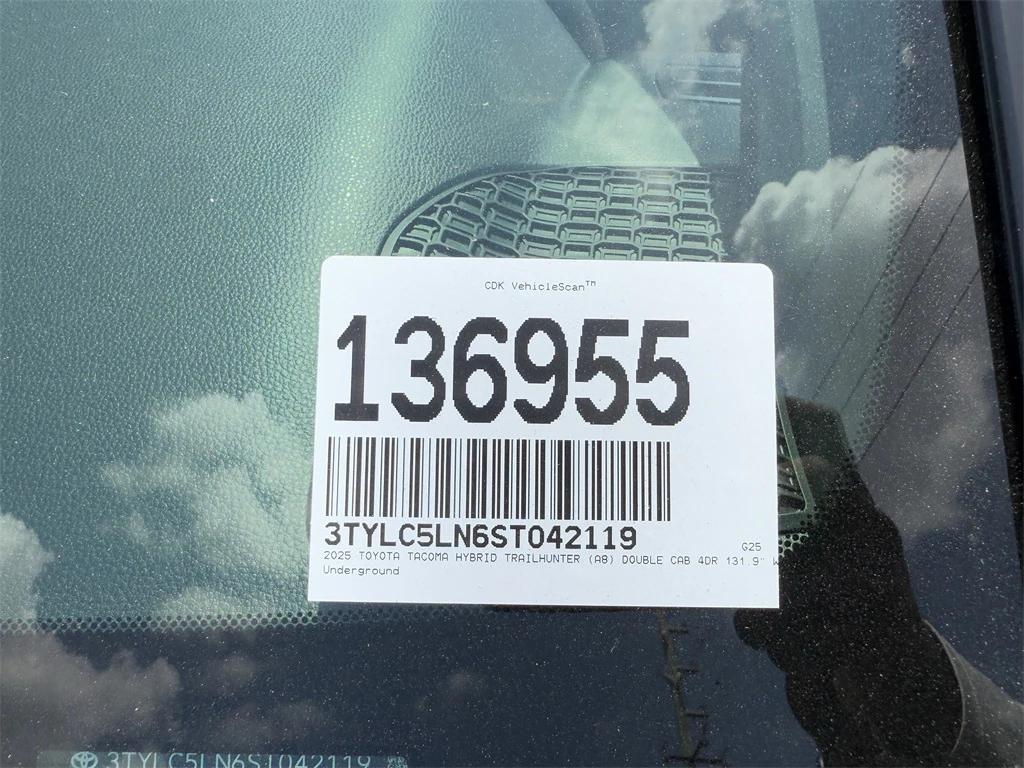 CDK VehicleScan™
136955
3TYLC5LN6ST042119
G25
2025 TOYOTA TACOMA HYBRID TRAILHUNTER (A8) DOUBLE CAB 4DR 131.9" W
Underground
3TYLC5LN6ST042119